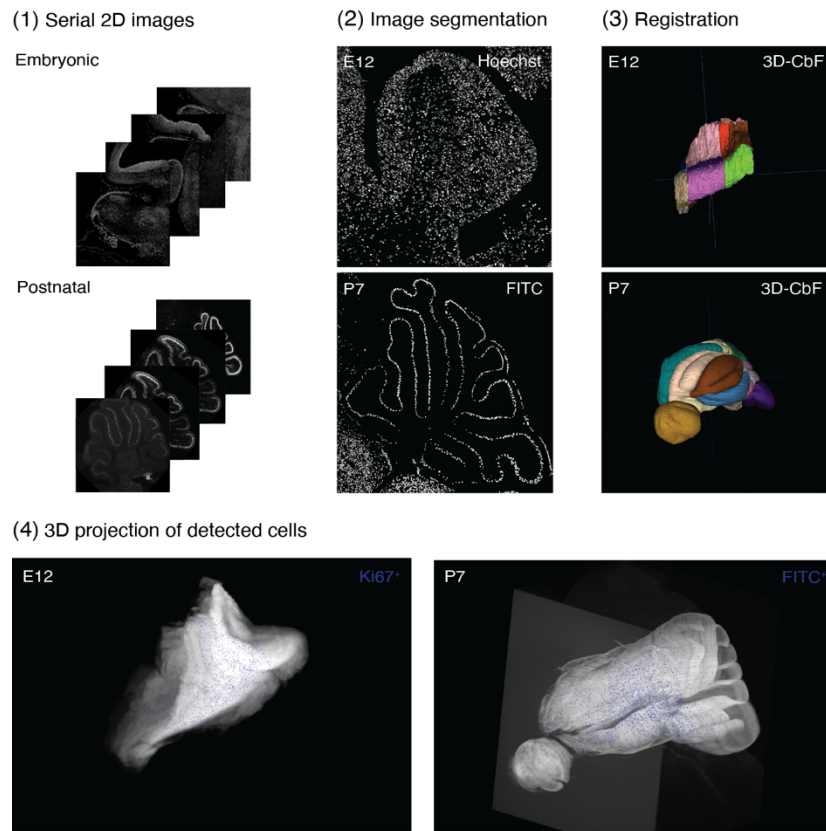 (1) Serial 2D images
(2) Image segmentation
(3) Registration
Embryonic
E12
Hoechst
E12
3D-CbF
Postnatal
P7
FITC
P7
3D-CbF
(4) 3D projection of detected cells
E12
Ki67⁺
P7
FITC⁺